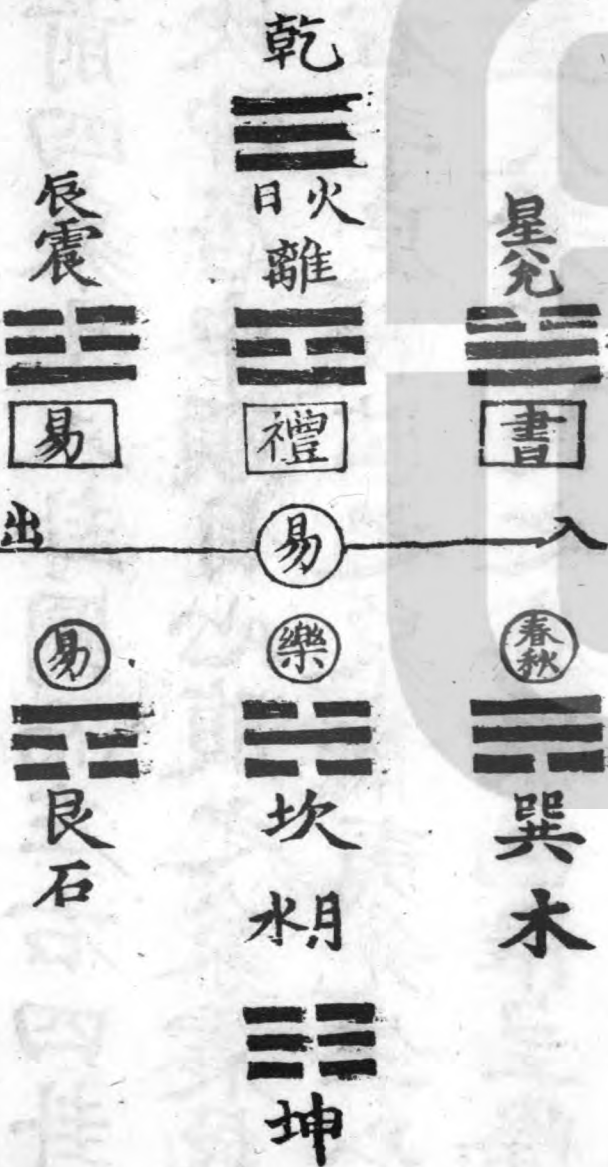 乾
星兌
火日
離
辰震
書
禮
易
出 易 入
春秋
樂
易
巽
木
坎
月水
艮
石
坤